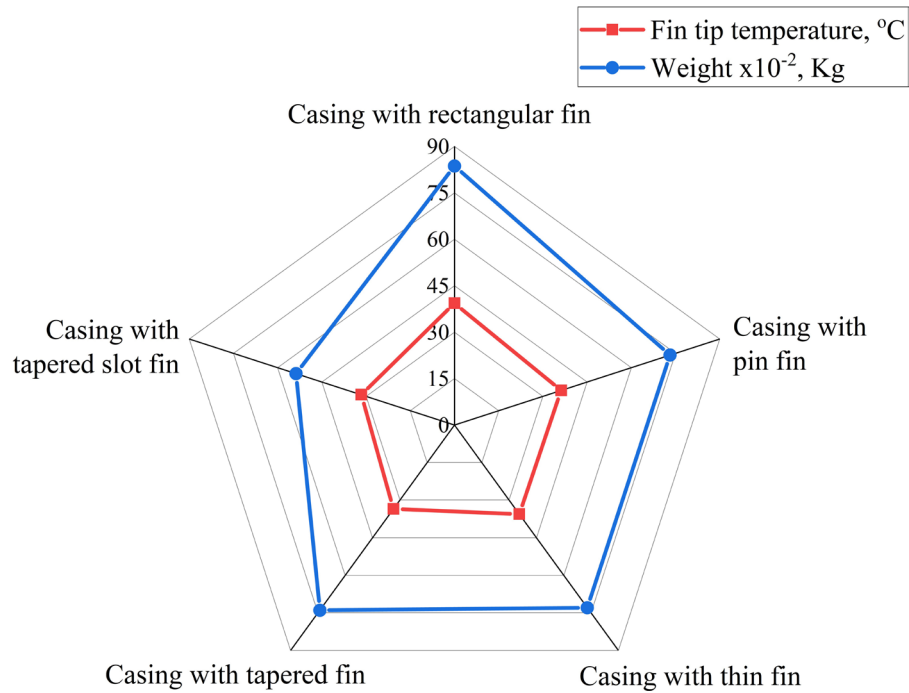 Fin tip temperature, °C
Weight x10⁻², Kg
Casing with rectangular fin
90
75
60
45
30
15
0
Casing with
tapered slot fin
Casing with
pin fin
Casing with tapered fin
Casing with thin fin